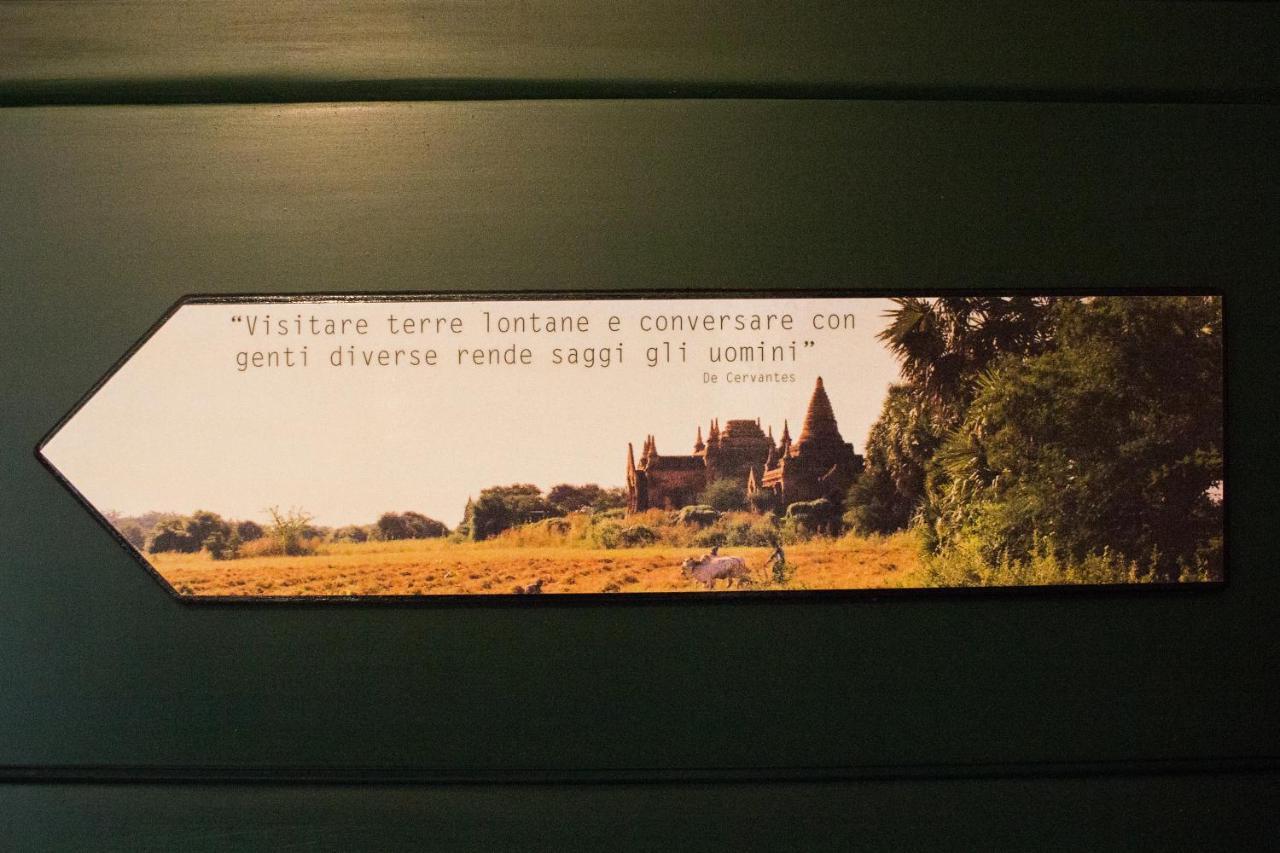 “Visitare terre lontane e conversare con
genti diverse rende saggi gli uomini”
De Cervantes